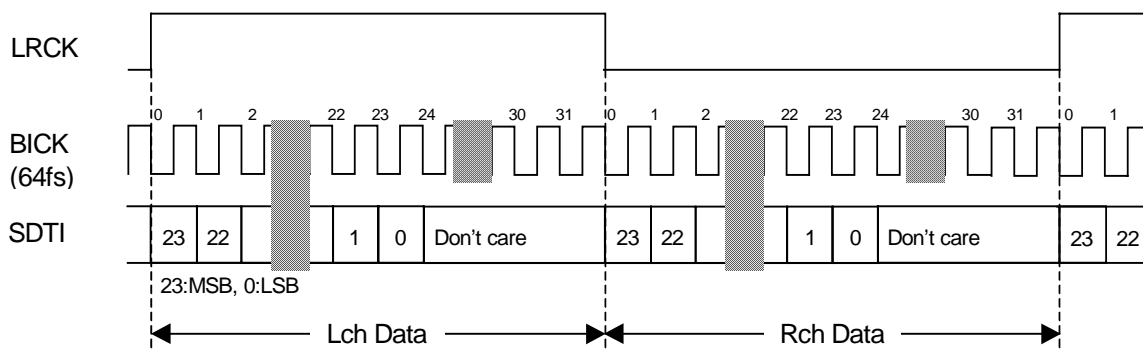 LRCK
0 1 2 22 23 24 30 31 0 1 2 22 23 24 30 31 0 1
BICK
(64fs)
SDTI 23 22 1 0 Don't care 23 22 1 0 Don't care 23 22
23:MSB, 0:LSB
Lch Data Rch Data